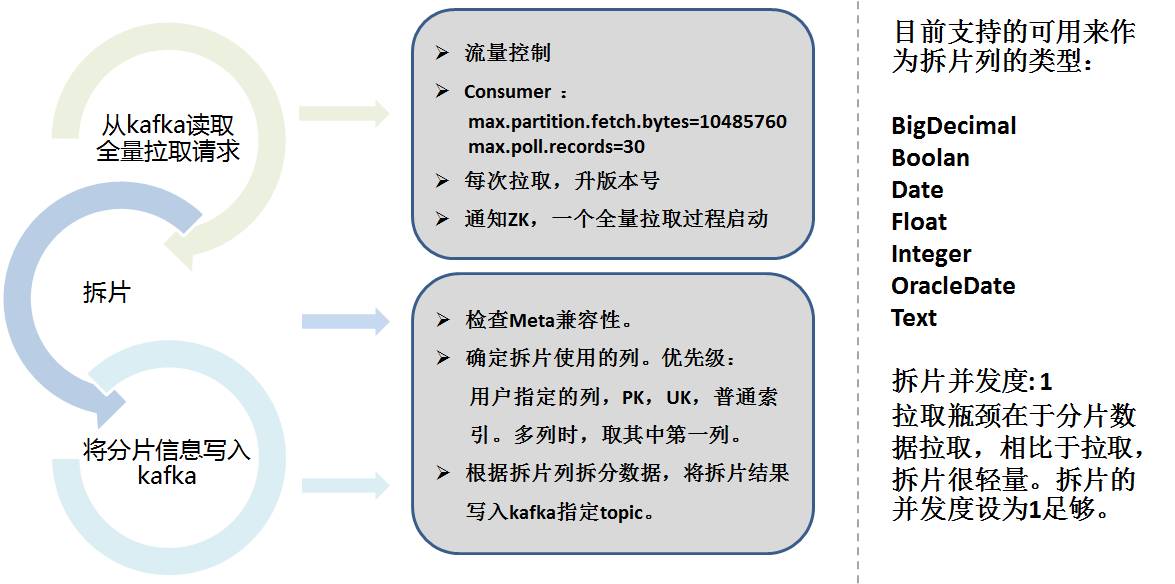 从kafka读取
全量拉取请求
流量控制
Consumer ：
max.partition.fetch.bytes=10485760
max.poll.records=30
每次拉取，升版本号
通知ZK，一个全量拉取过程启动
拆片
检查Meta兼容性。
确定拆片使用的列。优先级：
用户指定的列，PK，UK，普通索
引。多列时，取其中第一列。
根据拆片列拆分数据，将拆片结果
写入kafka指定topic。
将分片信息写入
kafka
目前支持的可用来作
为拆片列的类型：
BigDecimal
Boolan
Date
Float
Integer
OracleDate
Text
拆片并发度: 1
拉取瓶颈在于分片数
据拉取，相比于拉取，
拆片很轻量。拆片的
并发度设为1足够。